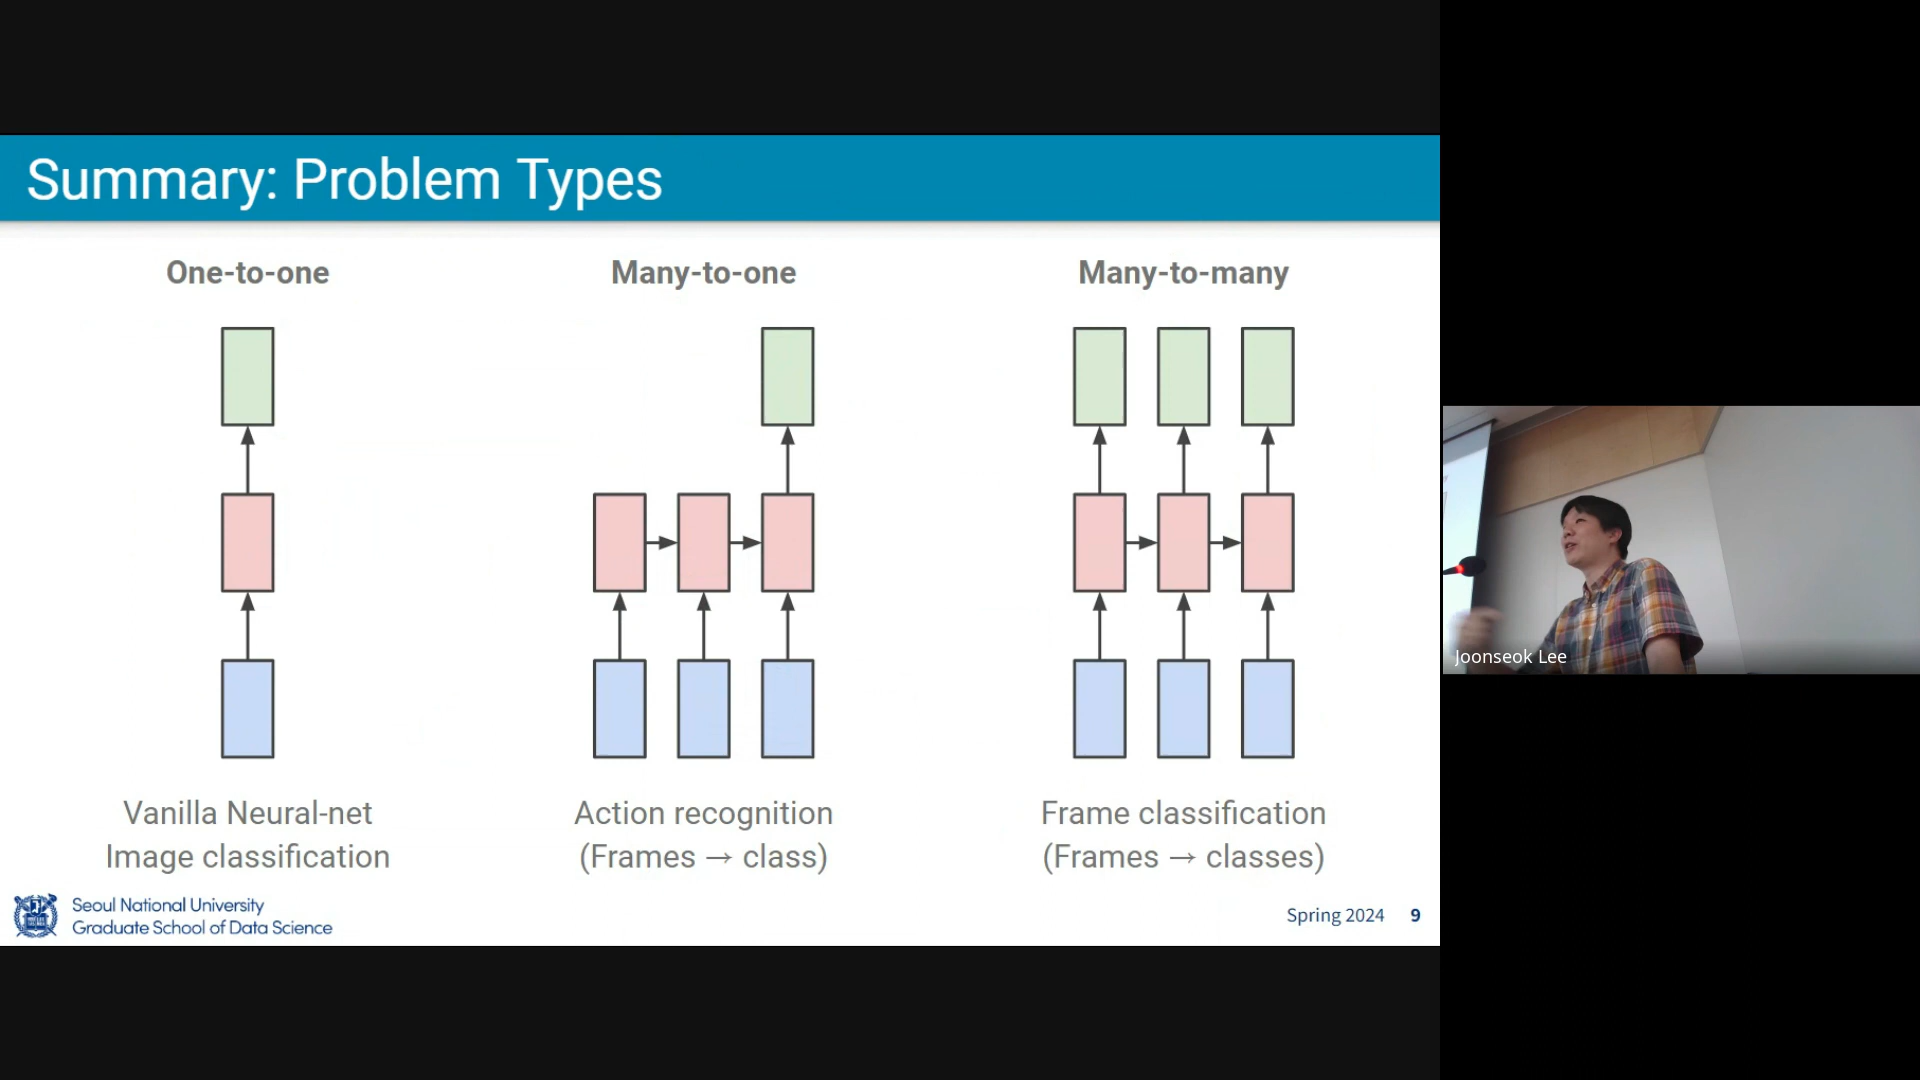 Summary: Problem Types
One-to-one
Many-to-one
Many-to-many
Vanilla Neural-net
Image classification
Action recognition
(Frames → class)
Frame classification
(Frames → classes)
Seoul National University
Graduate School of Data Science
Spring 2024 9
Joonseok Lee